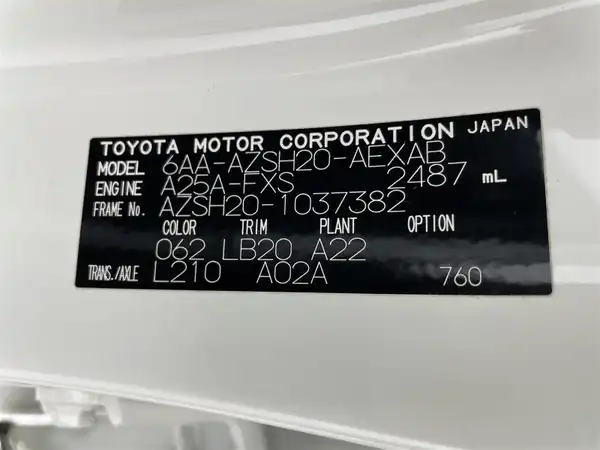 TOYOTA MOTOR CORPORATION JAPAN
MODEL 6AA-AZSH20-AEXAB
ENGINE A25A-FXS 2487 mL
FRAME No. AZSH20-1037382
COLOR TRIM PLANT OPTION
062 LB20 A22
TRANS./AXLE L210 A02A 760